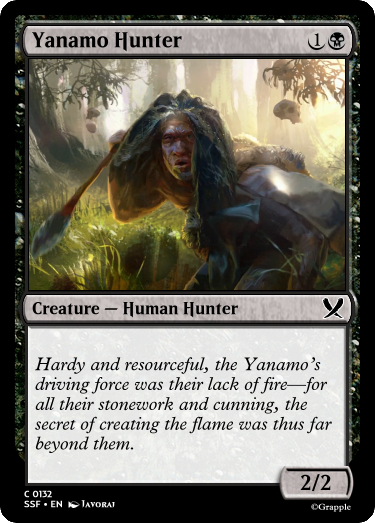 Yanamo Hunter 1
Creature — Human Hunter
Hardy and resourceful, the Yanamo's
driving force was their lack of fire—for
all their stonework and cunning, the
secret of creating the flame was thus far
beyond them.
2/2
C 0132
SSF • EN Iavoraj
©Grapple